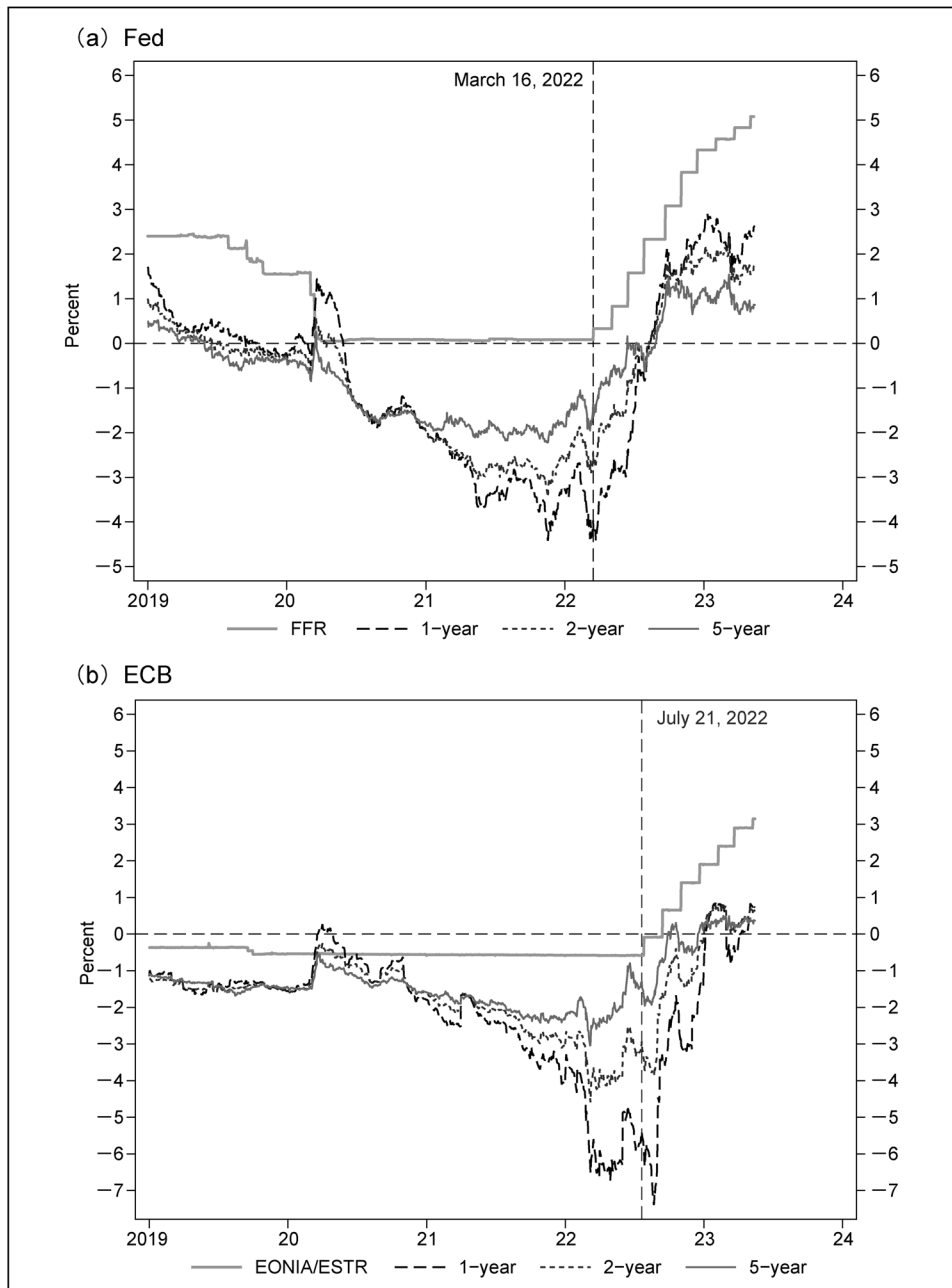 (a) Fed
March 16, 2022
6 6
5 5
4 4
3 3
2 2
1 1
0 0
−1 −1
−2 −2
−3 −3
−4 −4
−5 −5
Percent
2019 20 21 22 23 24
FFR 1−year 2−year 5−year
(b) ECB
July 21, 2022
6 6
5 5
4 4
3 3
2 2
1 1
0 0
−1 −1
−2 −2
−3 −3
−4 −4
−5 −5
−6 −6
−7 −7
Percent
2019 20 21 22 23 24
EONIA/ESTR 1−year 2−year 5−year